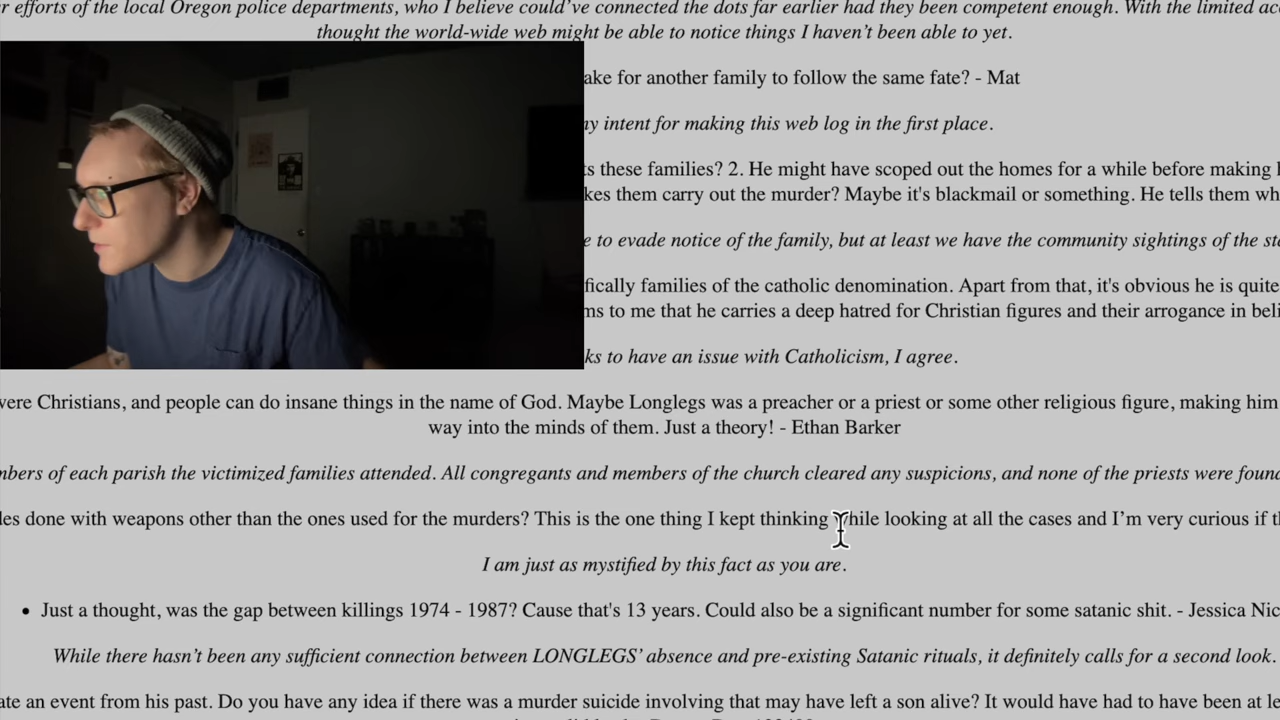 r efforts of the local Oregon police departments, who I believe could've connected the dots far earlier had they been competent enough. With the limited acc
thought the world-wide web might be able to notice things I haven't been able to yet.
ake for another family to follow the same fate? - Mat
ny intent for making this web log in the first place.
ts these families? 2. He might have scoped out the homes for a while before making h
kes them carry out the murder? Maybe it's blackmail or something. He tells them wh
e to evade notice of the family, but at least we have the community sightings of the sta
fically families of the catholic denomination. Apart from that, it's obvious he is quite
ms to me that he carries a deep hatred for Christian figures and their arrogance in beli
ks to have an issue with Catholicism, I agree.
were Christians, and people can do insane things in the name of God. Maybe Longlegs was a preacher or a priest or some other religious figure, making him
way into the minds of them. Just a theory! - Ethan Barker
mbers of each parish the victimized families attended. All congregants and members of the church cleared any suspicions, and none of the priests were found
les done with weapons other than the ones used for the murders? This is the one thing I kept thinking while looking at all the cases and I'm very curious if th
I am just as mystified by this fact as you are.
• Just a thought, was the gap between killings 1974 - 1987? Cause that's 13 years. Could also be a significant number for some satanic shit. - Jessica Nic
While there hasn't been any sufficient connection between LONGLEGS' absence and pre-existing Satanic rituals, it definitely calls for a second look.
ate an event from his past. Do you have any idea if there was a murder suicide involving that may have left a son alive? It would have had to have been at le